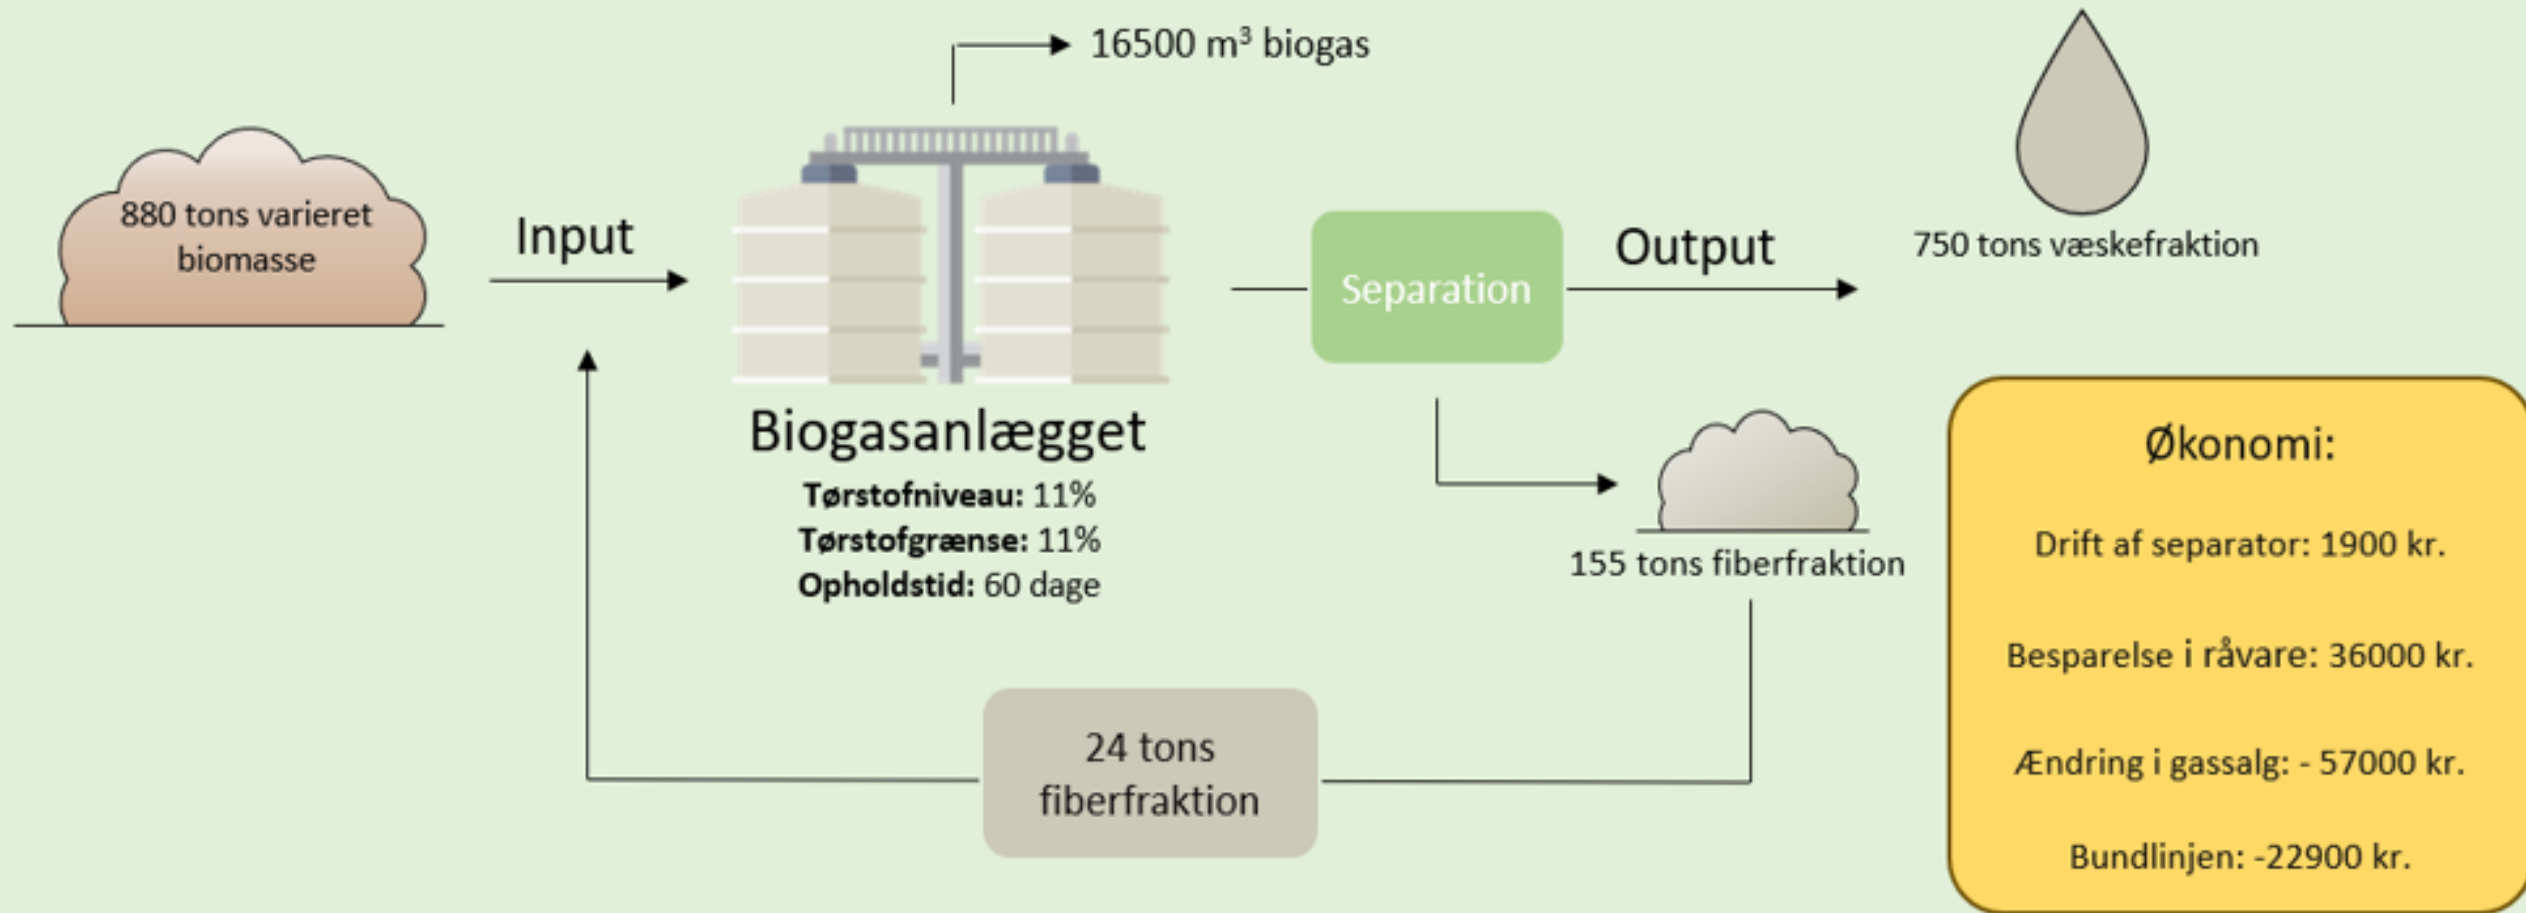 16500 m³ biogas
880 tons varieret
biomasse
Input
Separation
Output
750 tons væskefraktion
Biogasanlægget
Tørstofniveau: 11%
Tørstofgrænse: 11%
Opholdstid: 60 dage
155 tons fiberfraktion
24 tons
fiberfraktion
Økonomi:
Drift af separator: 1900 kr.
Besparelse i råvare: 36000 kr.
Ændring i gassalg: - 57000 kr.
Bundlinjen: -22900 kr.